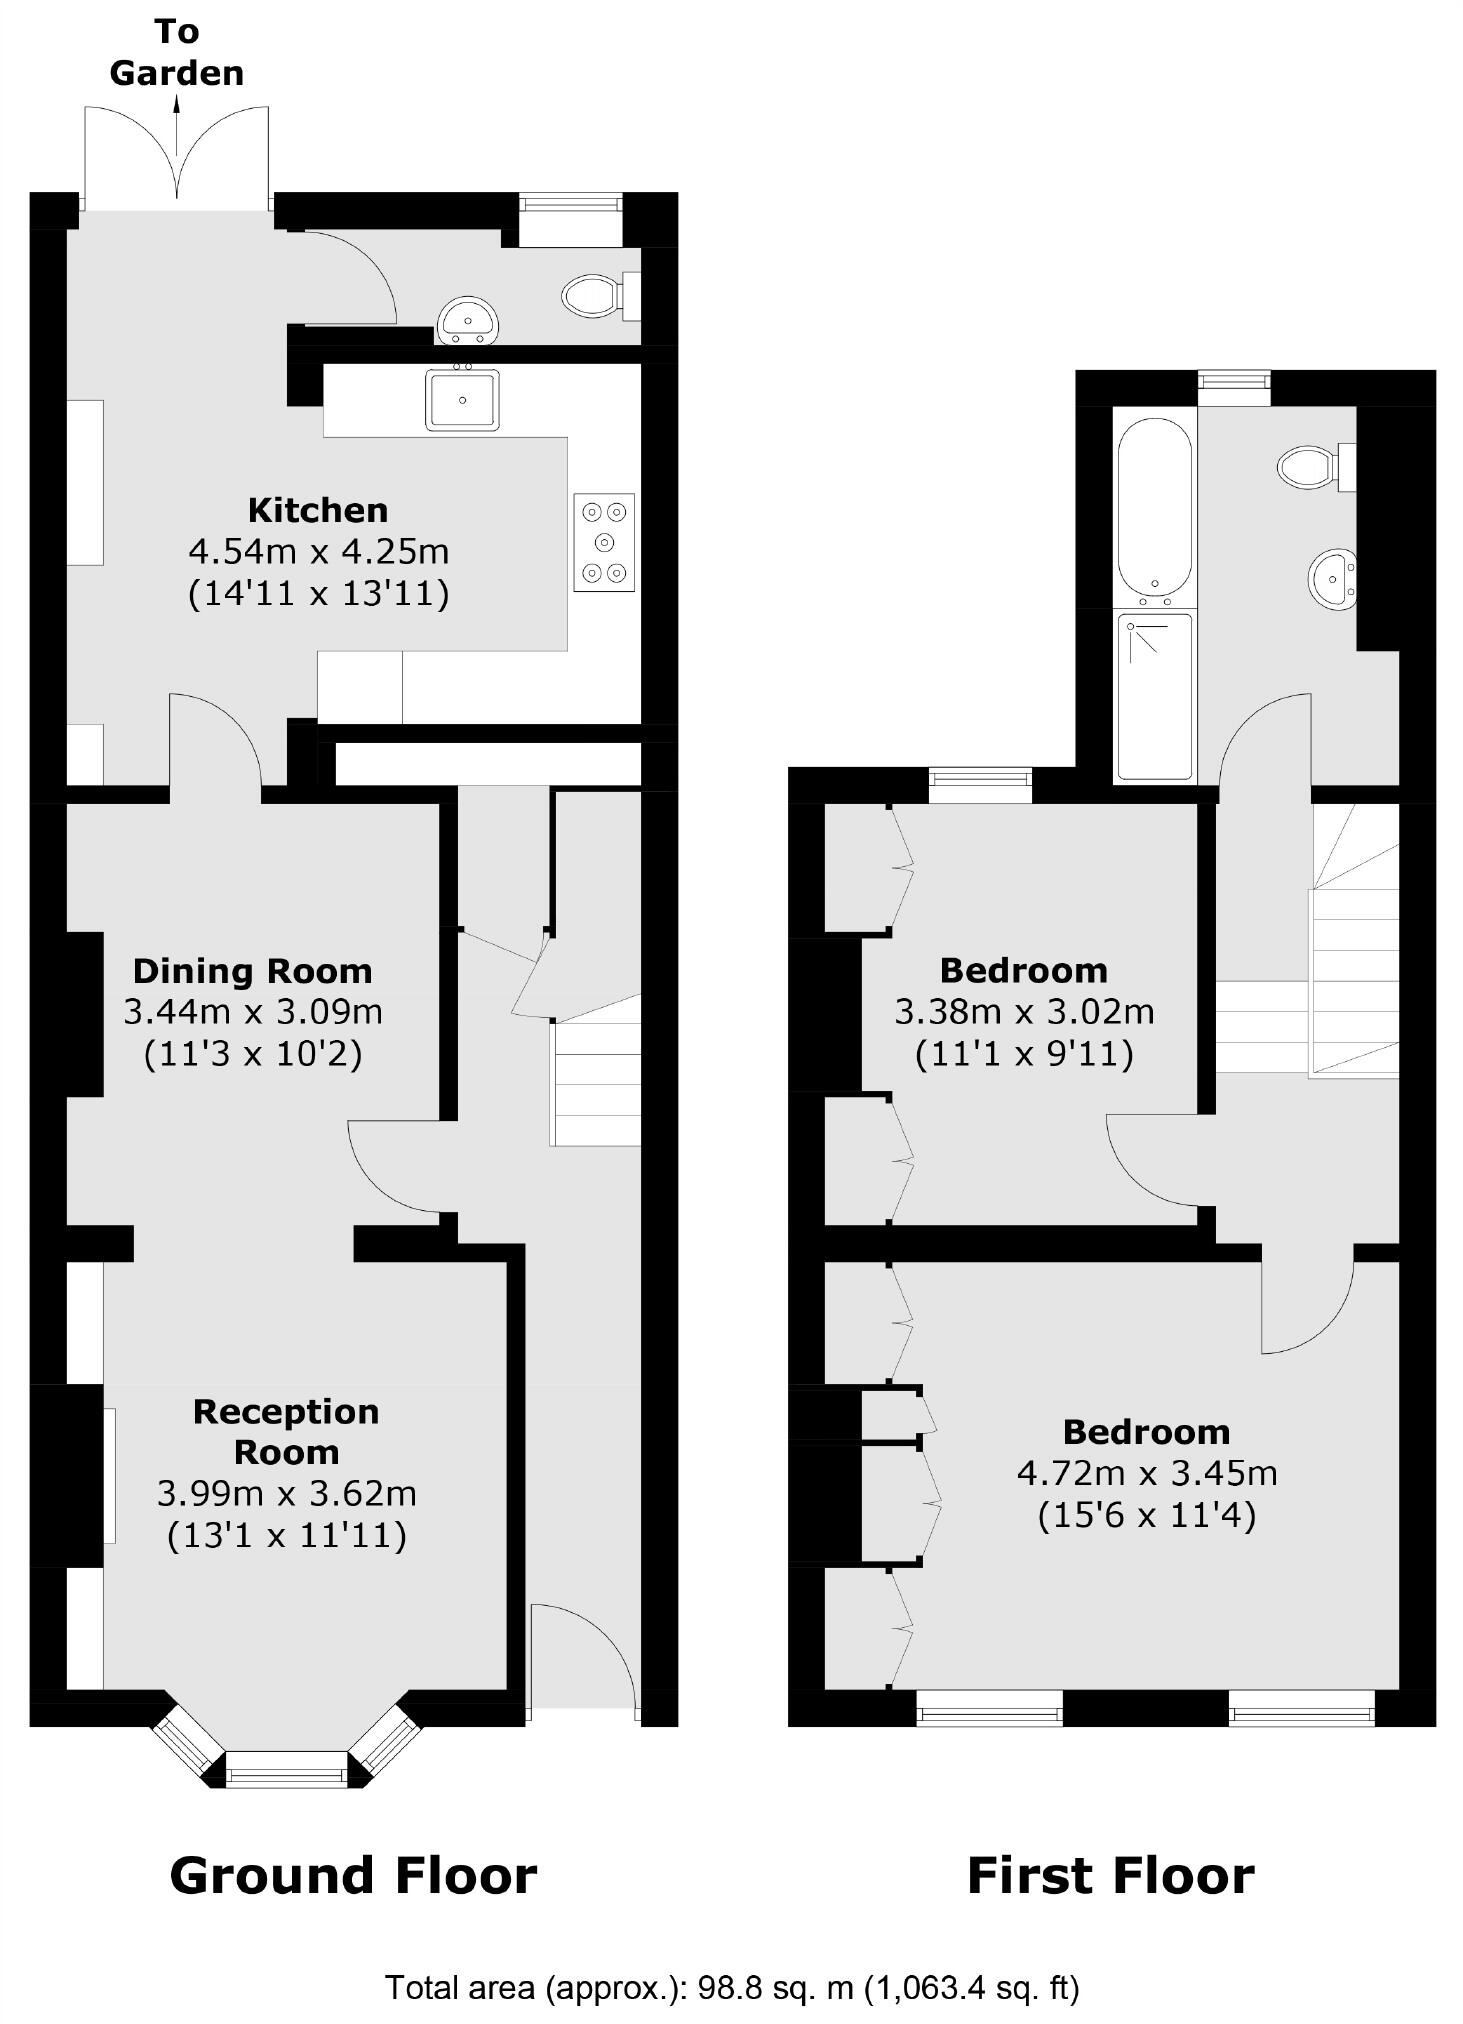 To
Garden
Kitchen
4.54m x 4.25m
(14'11 x 13'11)
Dining Room
3.44m x 3.09m
(11'3 x 10'2)
Reception
Room
3.99m x 3.62m
(13'1 x 11'11)
Ground Floor
Bedroom
3.38m x 3.02m
(11'1 x 9'11)
Bedroom
4.72m x 3.45m
(15'6 x 11'4)
First Floor
Total area (approx.): 98.8 sq. m (1,063.4 sq. ft)